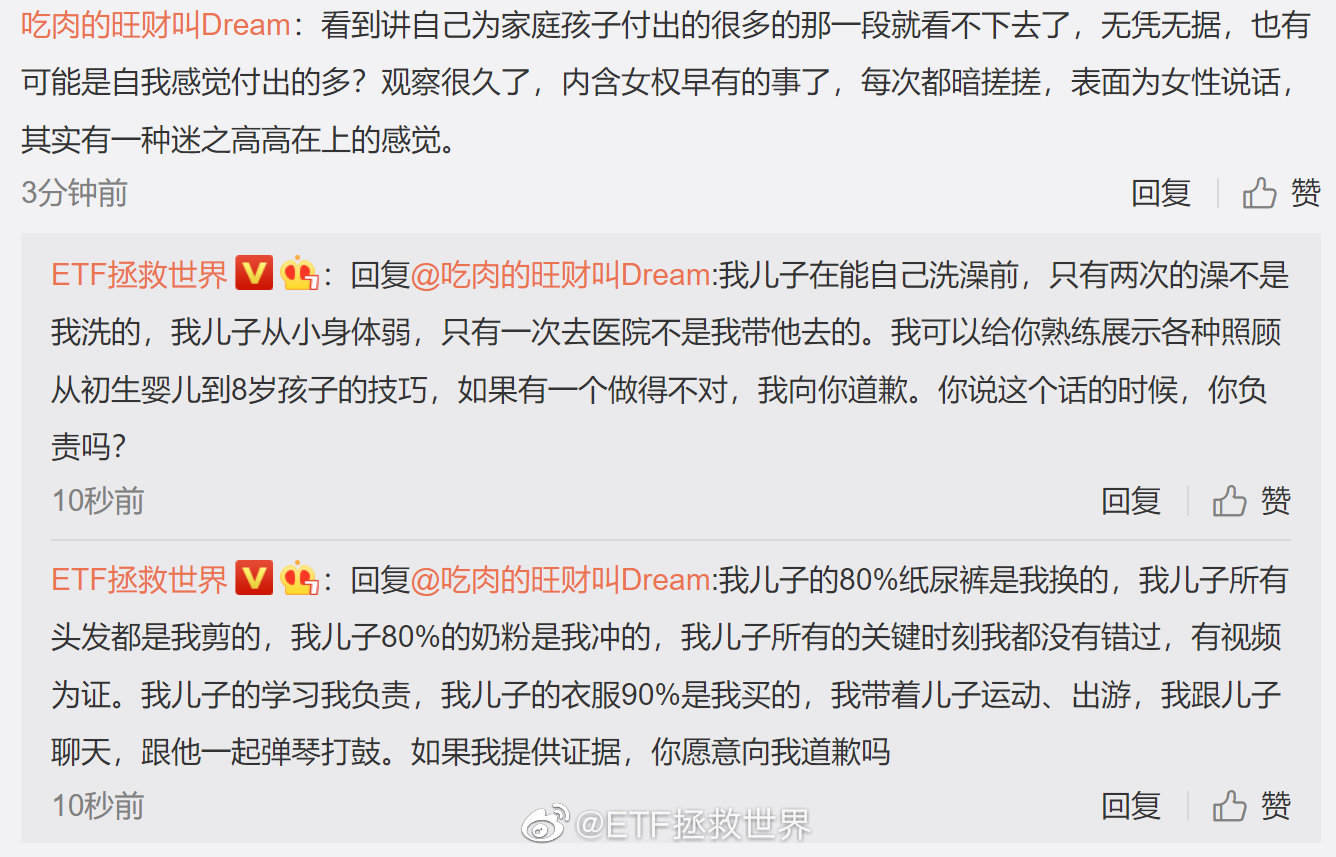 吃肉的旺财叫Dream：看到讲自己为家庭孩子付出的很多的那一段就看不下去了，无凭无据，也有
可能是自我感觉付出的多？观察很久了，内含女权早有的事了，每次都暗搓搓，表面为女性说话，
其实有一种迷之高高在上的感觉。
3分钟前 回复 赞
ETF拯救世界 V ：回复@吃肉的旺财叫Dream:我儿子在能自己洗澡前，只有两次的澡不是
我洗的，我儿子从小身体弱，只有一次去医院不是我带他去的。我可以给你熟练展示各种照顾
从初生婴儿到8岁孩子的技巧，如果有一个做得不对，我向你道歉。你说这个话的时候，你负
责吗？
10秒前 回复 赞
ETF拯救世界 V ：回复@吃肉的旺财叫Dream:我儿子的80%纸尿裤是我换的，我儿子所有
头发都是我剪的，我儿子80%的奶粉是我冲的，我儿子所有的关键时刻我都没有错过，有视频
为证。我儿子的学习我负责，我儿子的衣服90%是我买的，我带着儿子运动、出游，我跟儿子
聊天，跟他一起弹琴打鼓。如果我提供证据，你愿意向我道歉吗
10秒前 回复 赞
@ETF拯救世界